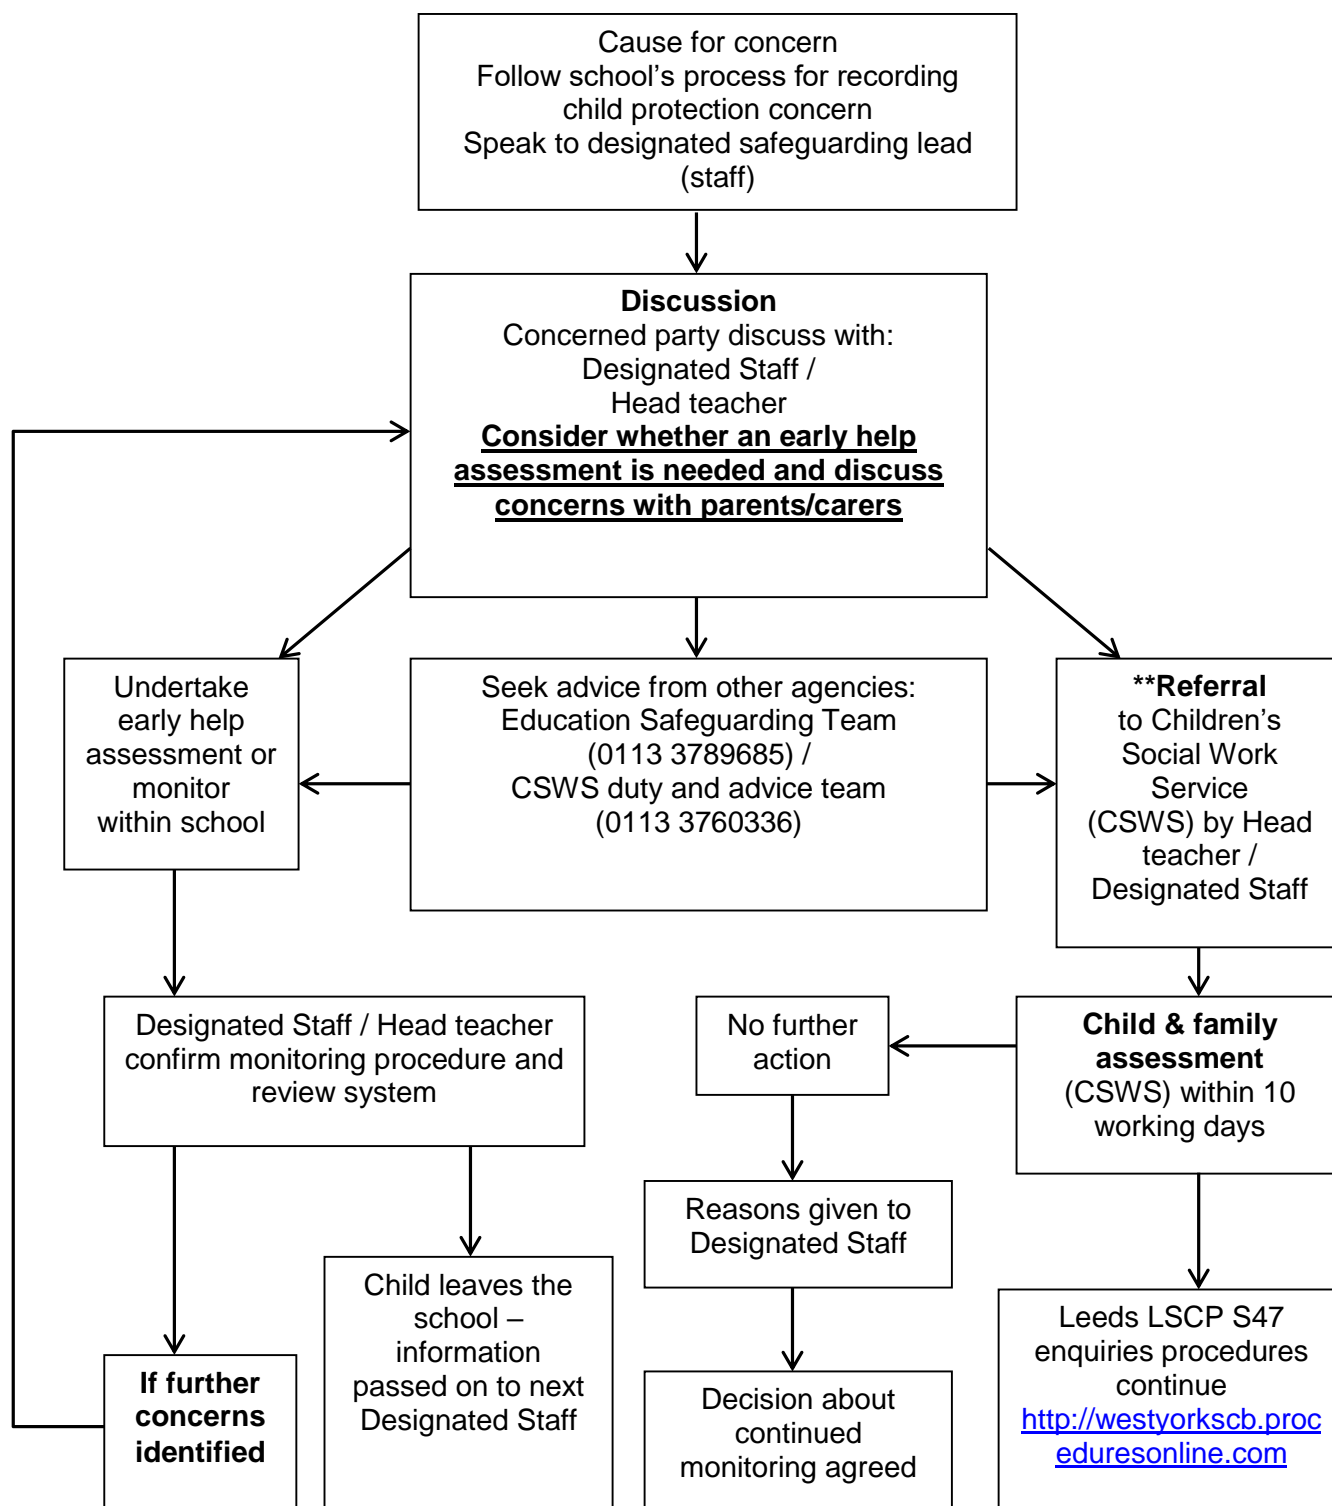 Cause for concern
Follow school’s process for recording
child protection concern
Speak to designated safeguarding lead
(staff)
Discussion
Concerned party discuss with:
Designated Staff /
Head teacher
Consider whether an early help
assessment is needed and discuss
concerns with parents/carers
Undertake
early help
assessment or
monitor
within school
Seek advice from other agencies:
Education Safeguarding Team
(0113 3789685) /
CSWS duty and advice team
(0113 3760336)
**Referral
to Children’s
Social Work
Service
(CSWS) by Head
teacher /
Designated Staff
Designated Staff / Head teacher
confirm monitoring procedure and
review system
No further
action
Child & family
assessment
(CSWS) within 10
working days
Reasons given to
Designated Staff
If further
concerns
identified
Child leaves the
school –
information
passed on to next
Designated Staff
Decision about
continued
monitoring agreed
Leeds LSCP S47
enquiries procedures
continue
http://westyorkscb.proc
eduresonline.com